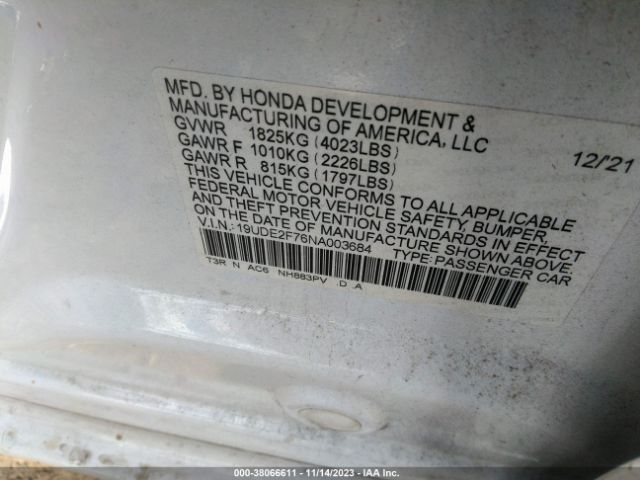 MFD. BY HONDA DEVELOPMENT &
MANUFACTURING OF AMERICA, LLC
GVWR 1825KG (4023LBS) 12/21
GAWR F 1010KG (2226LBS)
GAWR R 815KG (1797LBS)
THIS VEHICLE CONFORMS TO ALL APPLICABLE
FEDERAL MOTOR VEHICLE SAFETY, BUMPER,
AND THEFT PREVENTION STANDARDS IN EFFECT
ON THE DATE OF MANUFACTURE SHOWN ABOVE.
V.I.N.: 19UDE2F76NA003684 TYPE: PASSENGER CAR
T3R N AC6 NH883PV .D .A
000-38066611 - 11/14/2023 - IAA Inc.